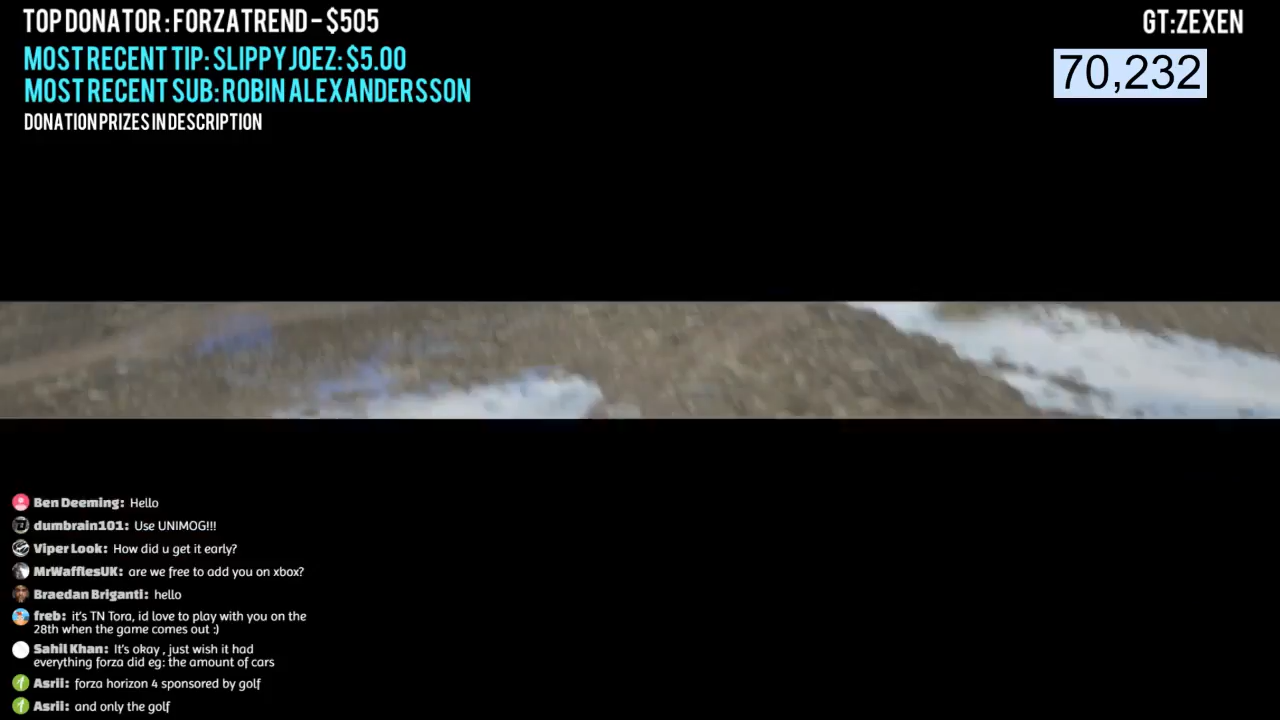 TOP DONATOR : FORZATREND - $505
GT:ZEXEN
MOST RECENT TIP: SLIPPY JOEZ: $5.00
70,232
MOST RECENT SUB: ROBIN ALEXANDERSSON
DONATION PRIZES IN DESCRIPTION
Ben Deeming: Hello
dumbrain101: Use UNIMOG!!!
Viper Look: How did u get it early?
MrWafflesUK: are we free to add you on xbox?
Braedan Briganti: hello
freb: it's TN Tora, id love to play with you on the
28th when the game comes out :)
Sahil Khan: It's okay , just wish it had
everything forza did eg: the amount of cars
Asrii: forza horizon 4 sponsored by golf
Asrii: and only the golf